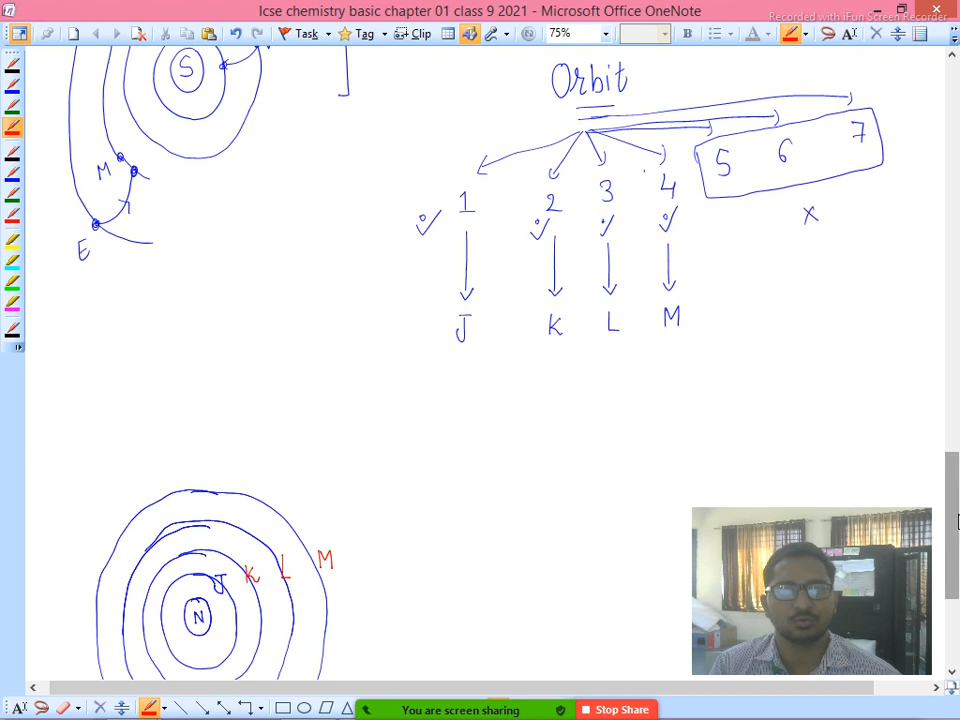 Icse chemistry basic chapter 01 class 9 2021 - Microsoft Office OneNote
Recorded with iFun Screen Recorder
Task
Tag
Clip
75%
B
A
A
S
Orbit
M
E
1 2 3 4 5 6 7
x
J K L M
J K L M
N
A
You are screen sharing
Stop Share